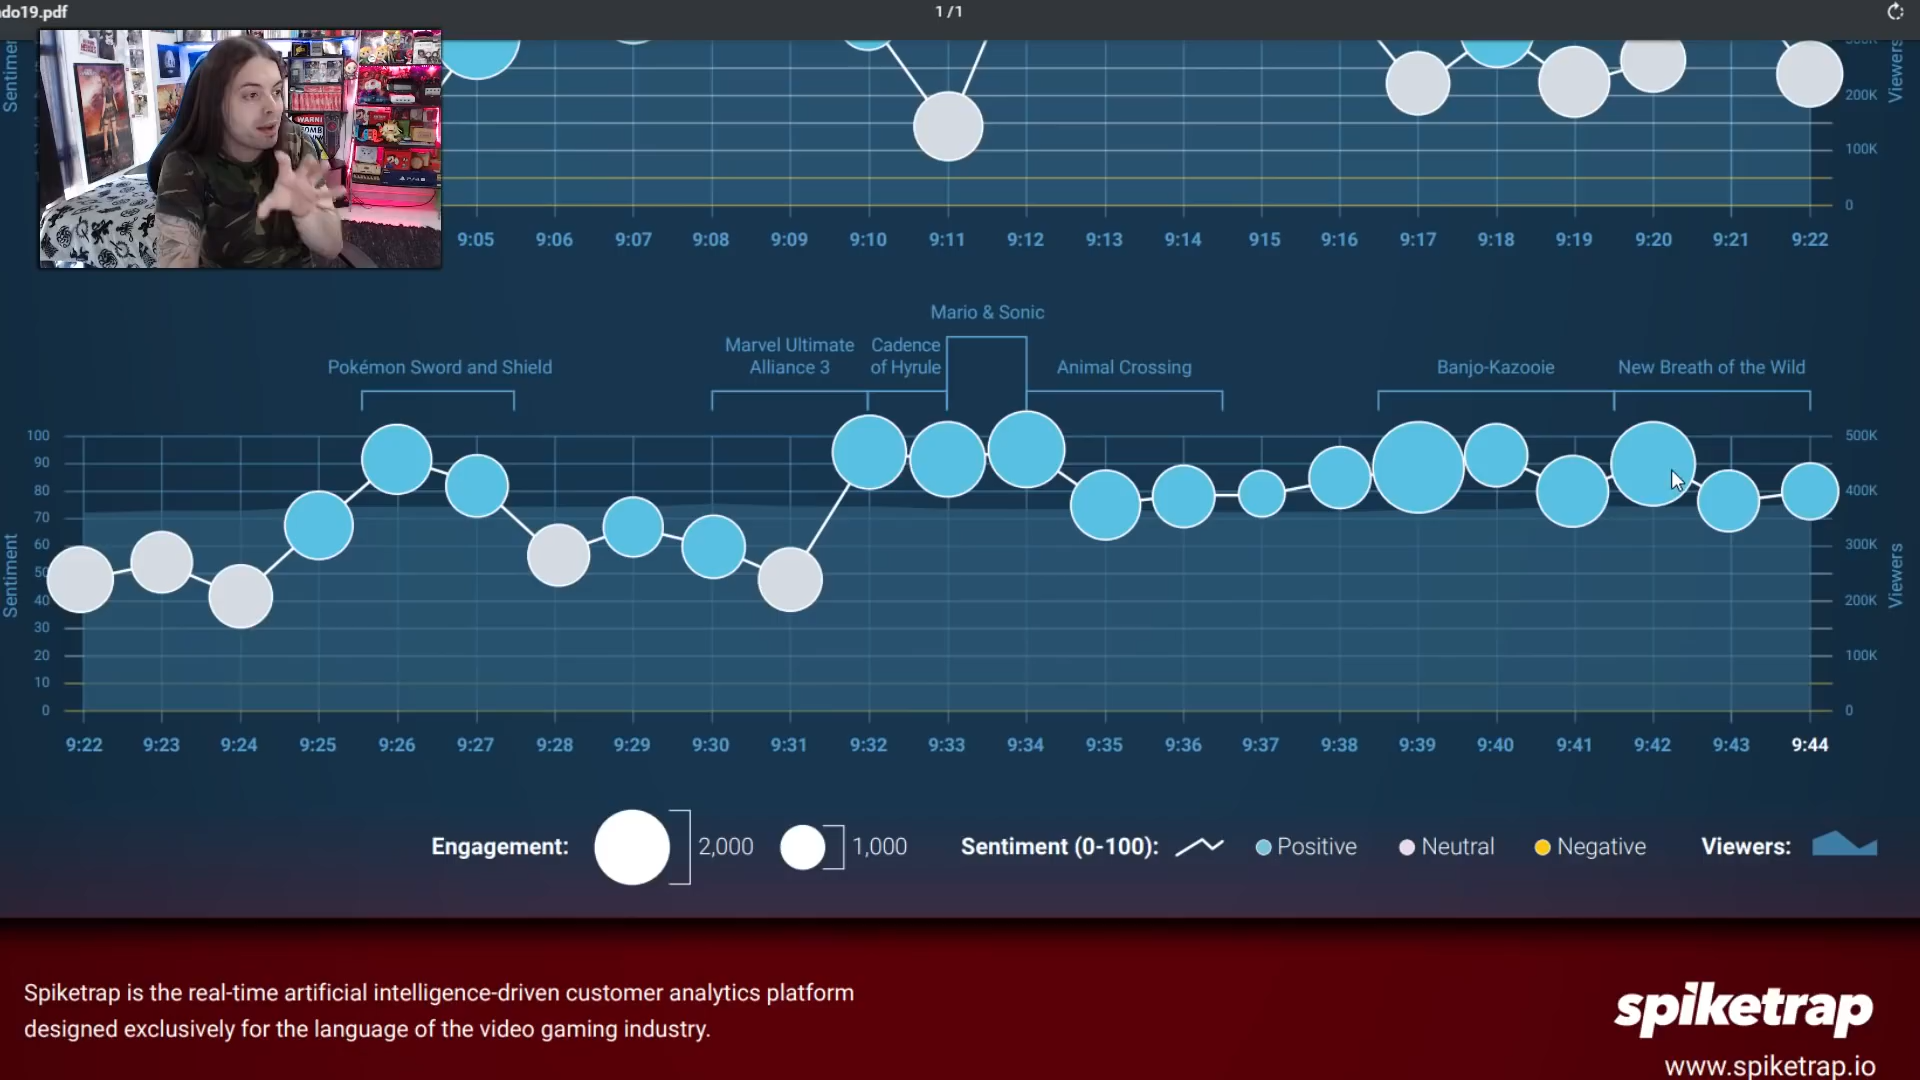 ndo19.pdf
1 / 1
Sentiment
Viewers
200K
100K
0
9:05 9:06 9:07 9:08 9:09 9:10 9:11 9:12 9:13 9:14 915 9:16 9:17 9:18 9:19 9:20 9:21 9:22
Mario & Sonic
Pokémon Sword and Shield
Marvel Ultimate
Alliance 3
Cadence
of Hyrule
Animal Crossing
Banjo-Kazooie
New Breath of the Wild
Sentiment
100
90
80
70
60
50
40
30
20
10
0
500K
400K
300K
200K
100K
0
Viewers
9:22 9:23 9:24 9:25 9:26 9:27 9:28 9:29 9:30 9:31 9:32 9:33 9:34 9:35 9:36 9:37 9:38 9:39 9:40 9:41 9:42 9:43 9:44
Engagement: 2,000 1,000 Sentiment (0-100): Positive Neutral Negative Viewers:
Spiketrap is the real-time artificial intelligence-driven customer analytics platform
designed exclusively for the language of the video gaming industry.
spiketrap
www.spiketrap.io